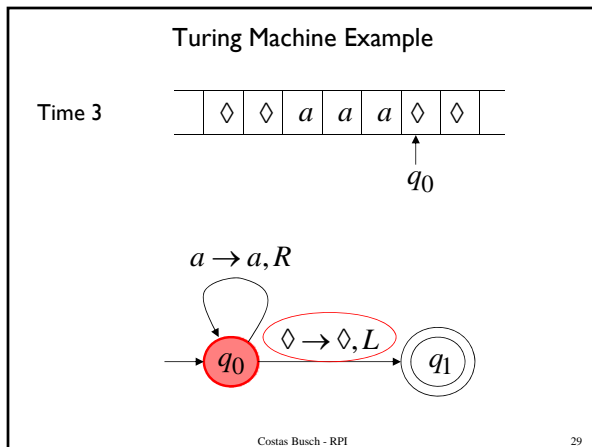 Turing Machine Example
Time 3
◊ ◊ a a a ◊ ◊
q0
a → a, R
q0
◊ → ◊, L
q1
Costas Busch - RPI
29